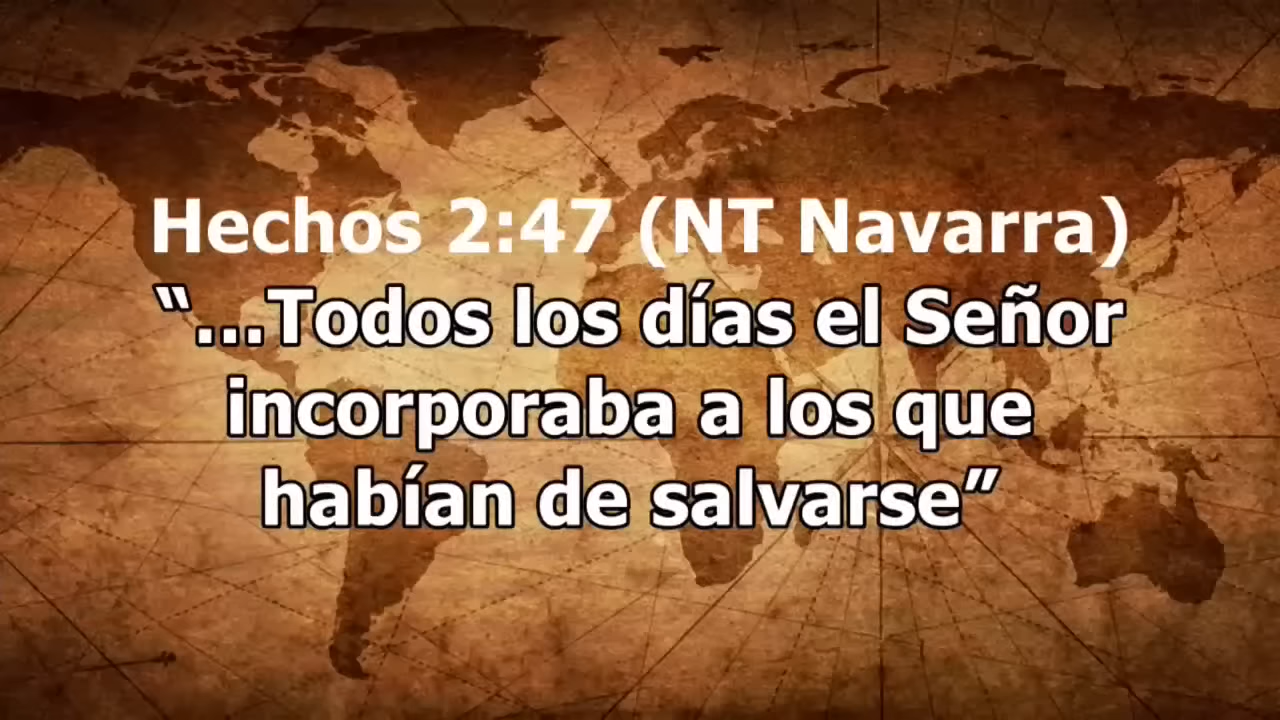 Hechos 2:47 (NT Navarra)
“...Todos los días el Señor
incorporaba a los que
habían de salvarse”